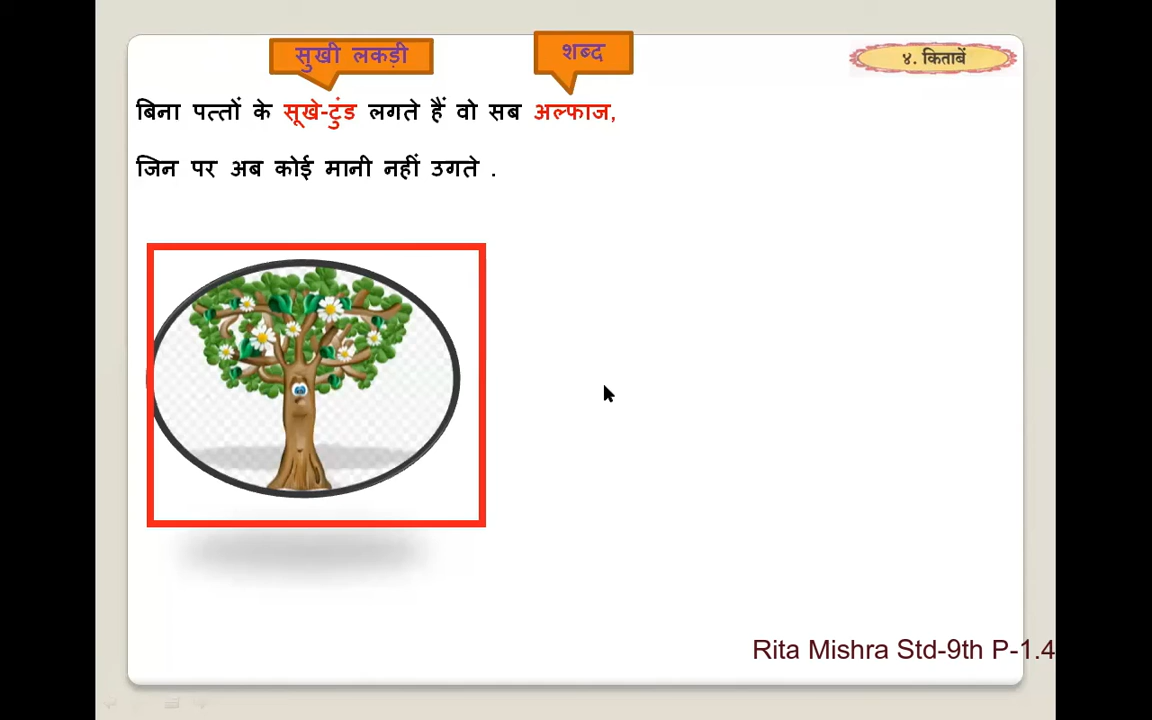 सुखी लकड़ी
शब्द
४. किताबें
बिना पत्तों के सूखे-टुंड लगते हैं वो सब अल्फाज,
जिन पर अब कोई मानी नहीं उगते .
Rita Mishra Std-9th P-1.4